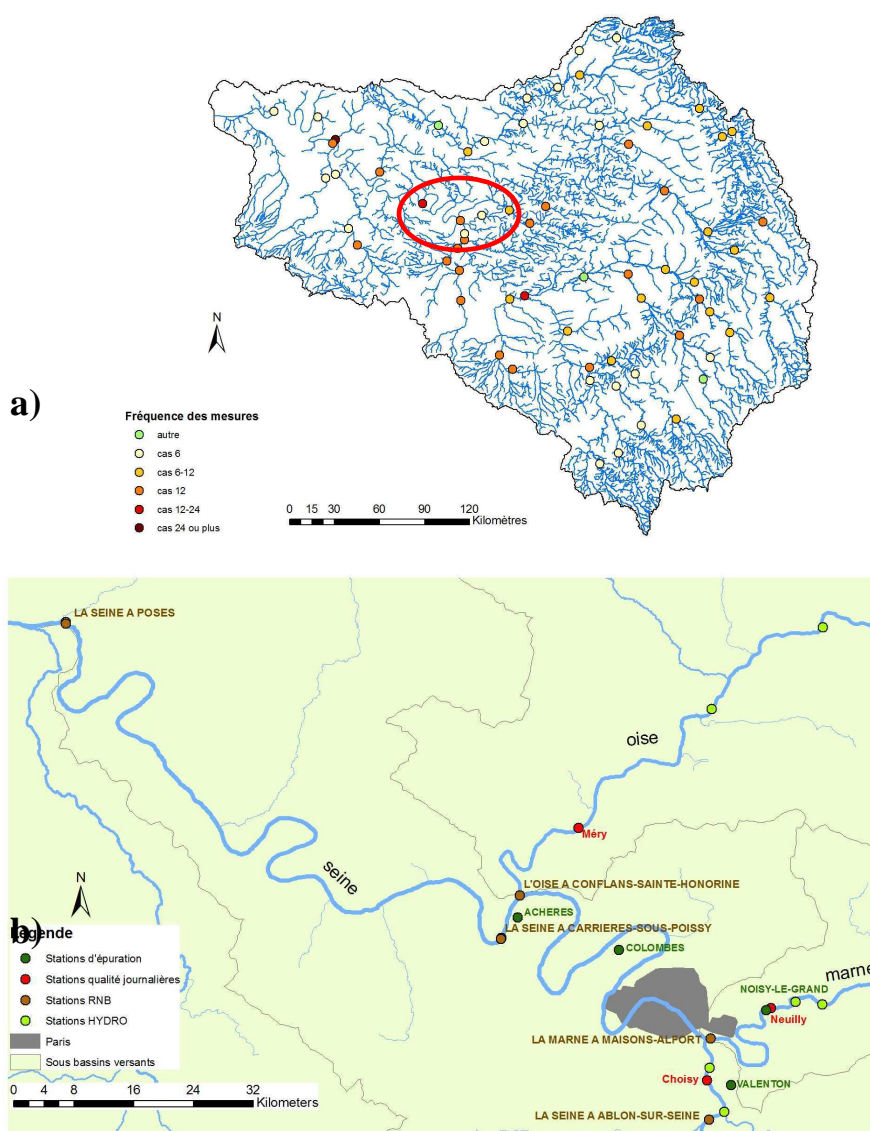 N
a)
Fréquence des mesures
autre
cas 6
cas 6-12
cas 12
cas 12-24
cas 24 ou plus
0 15 30 60 90 120
Kilomètres
LA SEINE A POSES
oise
Méry
seine
N
L'OISE A CONFLANS-SAINTE-HONORINE
ACHERES
LA SEINE A CARRIERES-SOUS-POISSY
COLOMBES
b)
Légende
Stations d'épuration
Stations qualité journalières
Stations RNB
Stations HYDRO
Paris
Sous bassins versants
marne
NOISY-LE-GRAND
Neuilly
LA MARNE A MAISONS-ALFORT
Choisy
VALENTON
LA SEINE A ABLON-SUR-SEINE
0 4 8 16 24 32
Kilometers